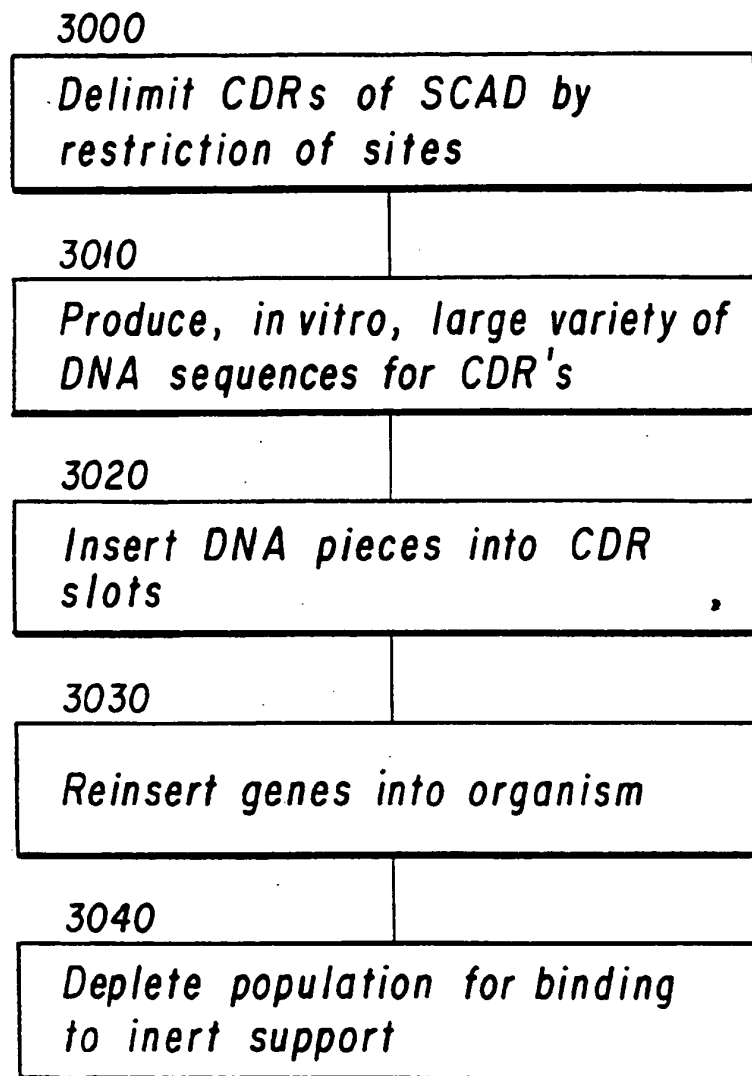 3000
Delimit CDRs of SCAD by
restriction of sites
3010
Produce, in vitro, large variety of
DNA sequences for CDR's
3020
Insert DNA pieces into CDR
slots
3030
Reinsert genes into organism
3040
Deplete population for binding
to inert support